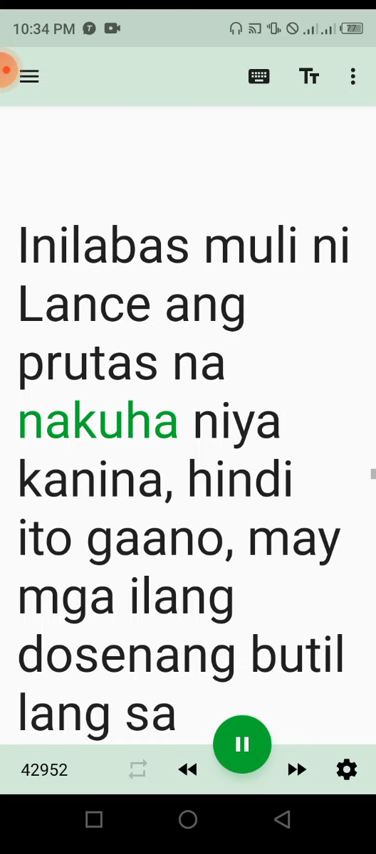 10:34 PM
77
Inilabas muli ni
Lance ang
prutas na
nakuha niya
kanina, hindi
ito gaano, may
mga ilang
dosenang butil
lang sa
42952